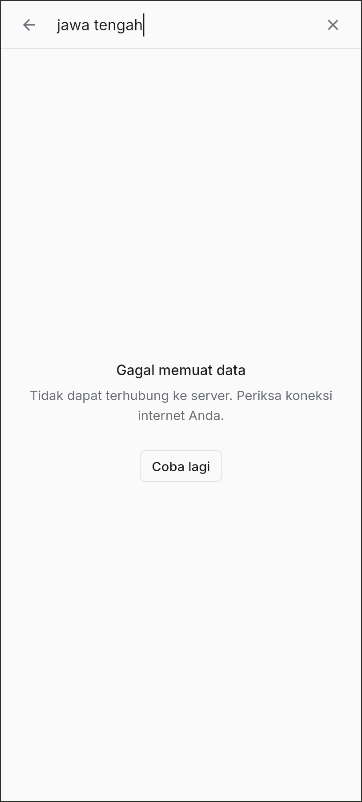 jawa tengah
Gagal memuat data
Tidak dapat terhubung ke server. Periksa koneksi
internet Anda.
Coba lagi